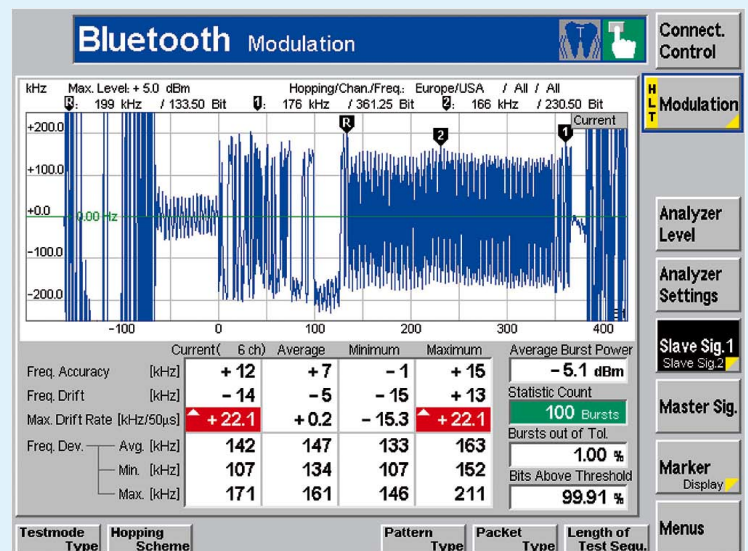 Bluetooth Modulation
Connect. Control
kHz Max. Level: + 5.0 dBm Hopping/Chan./Freq.: Europe/USA / All / All
R: 199 kHz / 133.50 Bit 1: 176 kHz / 361.25 Bit 2: 166 kHz / 230.50 Bit
HLT Modulation
R 2 1 Current
+200.0
+100.0
+0.0 0.00 Hz
-100.0
-200.0
-100 0 100 200 300 400
Analyzer Level
Analyzer Settings
Slave Sig.1
Slave Sig.2
Master Sig.
Marker
Display
Menus
Current( 6 ch) Average Minimum Maximum
Freq. Accuracy [kHz] + 12 + 7 - 1 + 15
Freq. Drift [kHz] - 14 - 5 - 15 + 13
Max. Drift Rate [kHz/50µs] + 22.1 + 0.2 - 15.3 + 22.1
Freq. Dev. Avg. [kHz] 142 147 133 163
Min. [kHz] 107 134 107 152
Max. [kHz] 171 161 146 211
Average Burst Power
- 5.1 dBm
Statistic Count
100 Bursts
Bursts out of Tol.
1.00 %
Bits Above Threshold
99.91 %
Testmode Type
Hopping Scheme
Pattern Type
Packet Type
Length of Test Sequ.